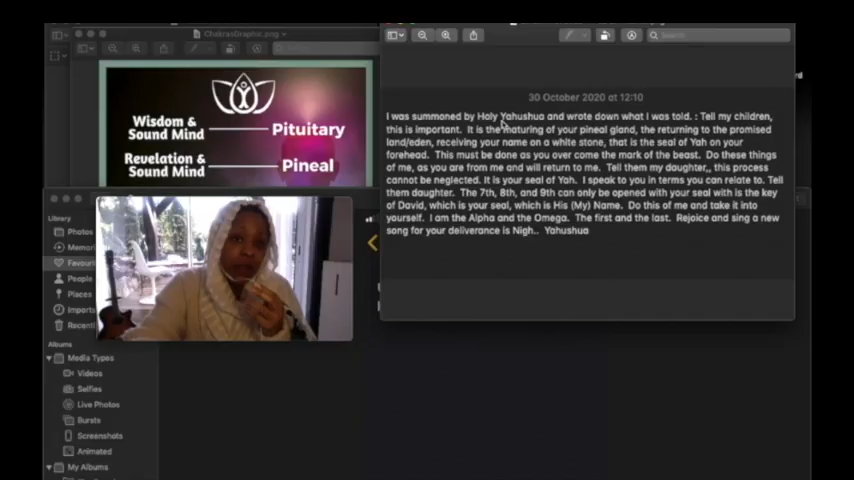 ChakrasGraphic.png
Search
Wisdom &
Sound Mind
Pituitary
Revelation &
Sound Mind
Pineal
30 October 2020 at 12:10
I was summoned by Holy Yahushua and wrote down what I was told. : Tell my children,
this is important. It is the maturing of your pineal gland, the returning to the promised
land/eden, receiving your name on a white stone, that is the seal of Yah on your
forehead. This must be done as you over come the mark of the beast. Do these things
of me, as you are from me and will return to me. Tell them my daughter,, this process
cannot be neglected. It is your seal of Yah. I speak to you in terms you can relate to. Tell
them daughter. The 7th, 8th, and 9th can only be opened with your seal with is the key
of David, which is your seal, which is His (My) Name. Do this of me and take it into
yourself. I am the Alpha and the Omega. The first and the last. Rejoice and sing a new
song for your deliverance is Nigh.. Yahushua
Library
Photos
Memori
Favouri
People
Places
Imports
Recentl
Albums
Media Types
Videos
Selfies
Live Photos
Bursts
Screenshots
Animated
My Albums